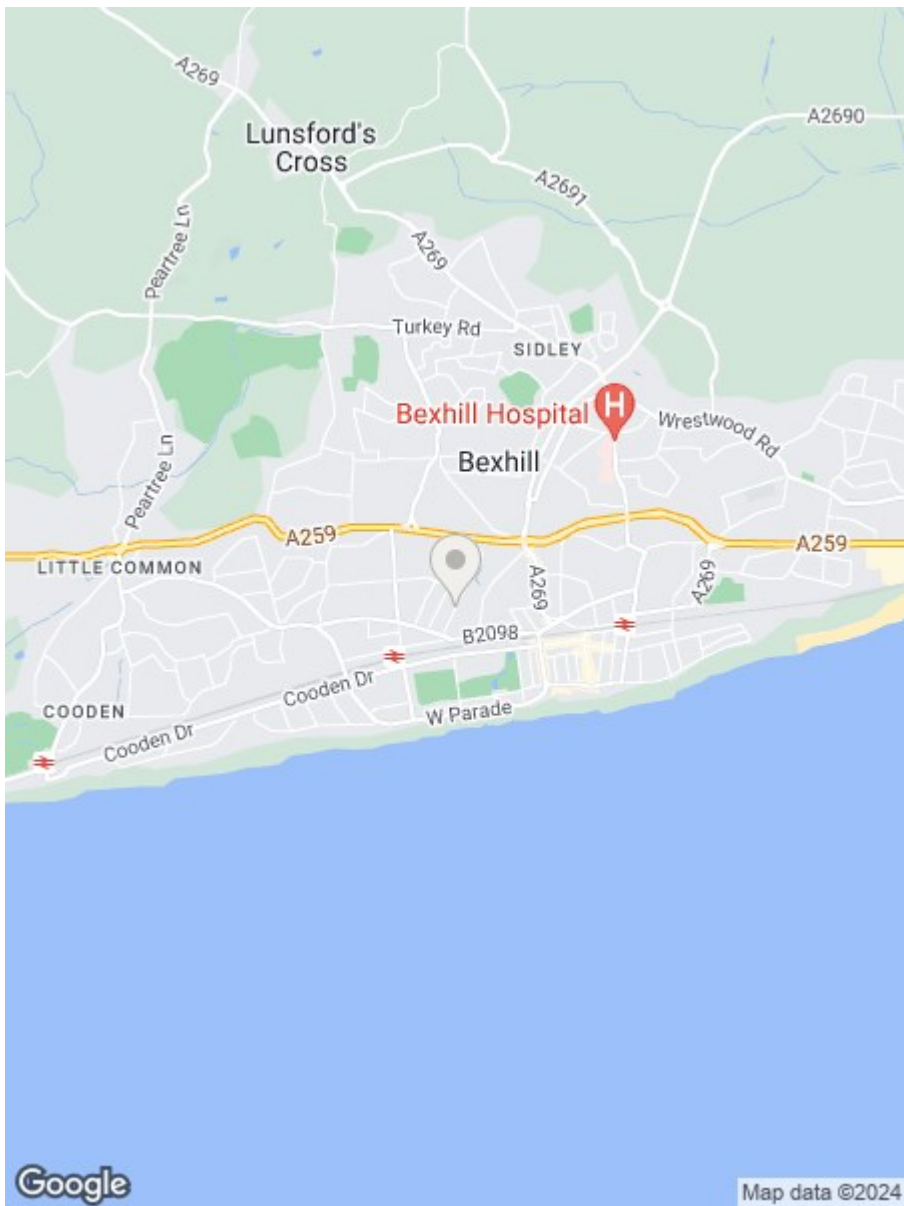 A269
A2690
Lunsford's
Cross
A2691
Peartree Ln
A269
Turkey Rd
SIDLEY
Bexhill Hospital
H
Wrestwood Rd
Bexhill
Peartree Ln
A259
A259
LITTLE COMMON
A269
A269
B2098
Cooden Dr
COODEN
W Parade
Cooden Dr
Google
Map data ©2024